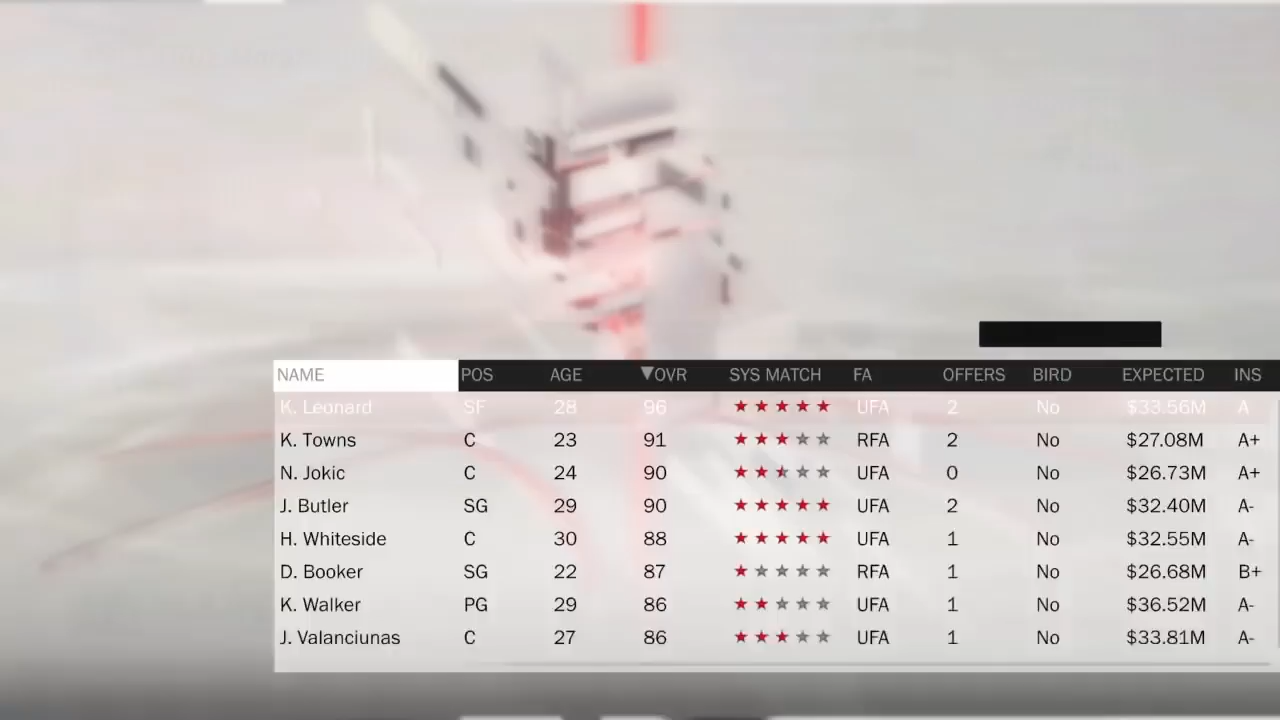 NAME POS AGE ▼OVR SYS MATCH FA OFFERS BIRD EXPECTED INS
K. Leonard SF 28 96 ★★★★★ UFA 2 No $33.56M A
K. Towns C 23 91 ★★★★★ RFA 2 No $27.08M A+
N. Jokic C 24 90 ★★★★★ UFA 0 No $26.73M A+
J. Butler SG 29 90 ★★★★★ UFA 2 No $32.40M A-
H. Whiteside C 30 88 ★★★★★ UFA 1 No $32.55M A-
D. Booker SG 22 87 ★★★★★ RFA 1 No $26.68M B+
K. Walker PG 29 86 ★★★★★ UFA 1 No $36.52M A-
J. Valanciunas C 27 86 ★★★★★ UFA 1 No $33.81M A-